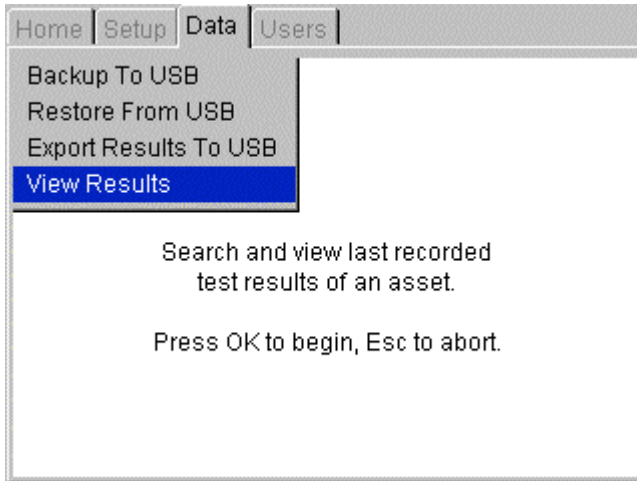 Home Setup Data Users
Backup To USB
Restore From USB
Export Results To USB
View Results
Search and view last recorded
test results of an asset.
Press OK to begin, Esc to abort.